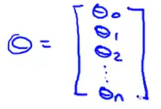 Θ = [ Θ₀
Θ₁
Θ₂
⋮
Θₙ ]